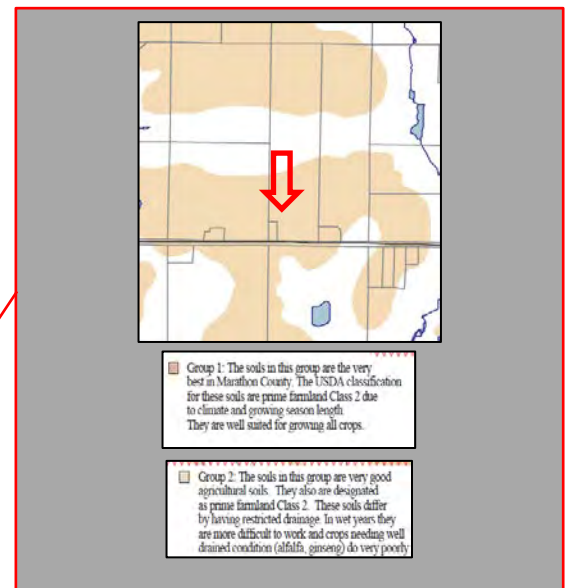 Group 1: The soils in this group are the very
best in Marathon County. The USDA classification
for these soils are prime farmland Class 2 due
to climate and growing season length
They are well suited for growing all crops.
Group 2: The soils in this group are very good
agricultural soils. They also are designated
as prime farmland Class 2. These soils differ
by having restricted drainage. In wet years they
are more difficult to work and crops needing well
drained condition (alfalfa, ginseng) do very poorly